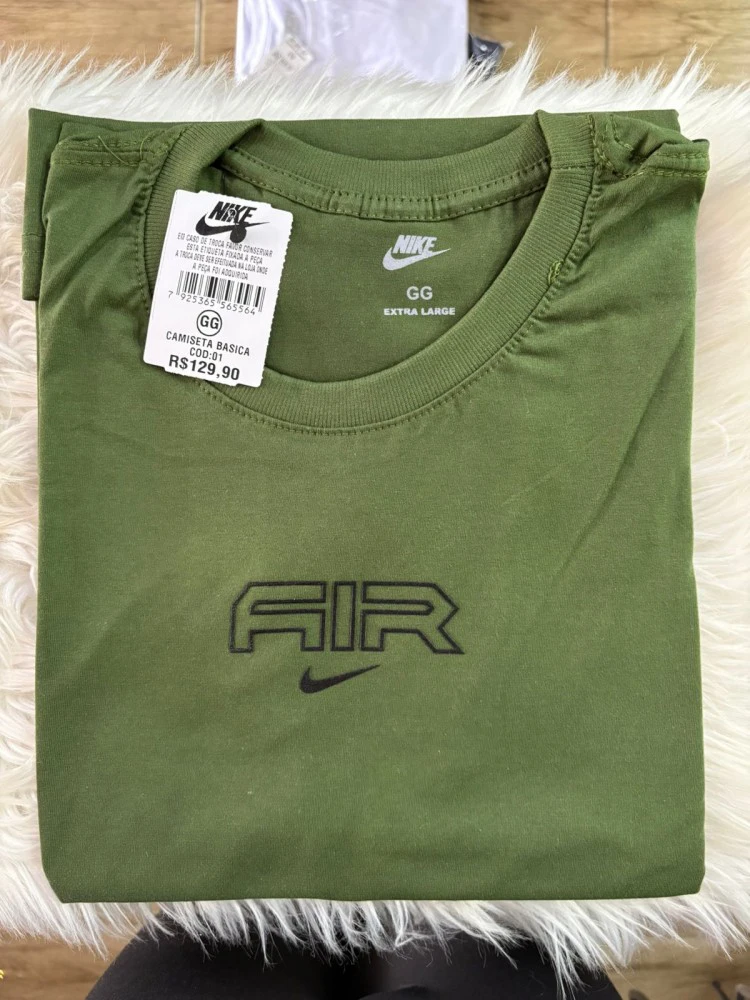 NIKE
EM CASO DE TROCA FAVOR CONSERVAR
ESTA ETIQUETA FIXADA À PEÇA
A TROCA DEVE SER EFETUADA NA LOJA ONDE
A PEÇA FOI ADQUIRIDA
7 925365 565564
GG
CAMISETA BASICA
COD:01
R$129,90
NIKE
GG
EXTRA LARGE
AIR